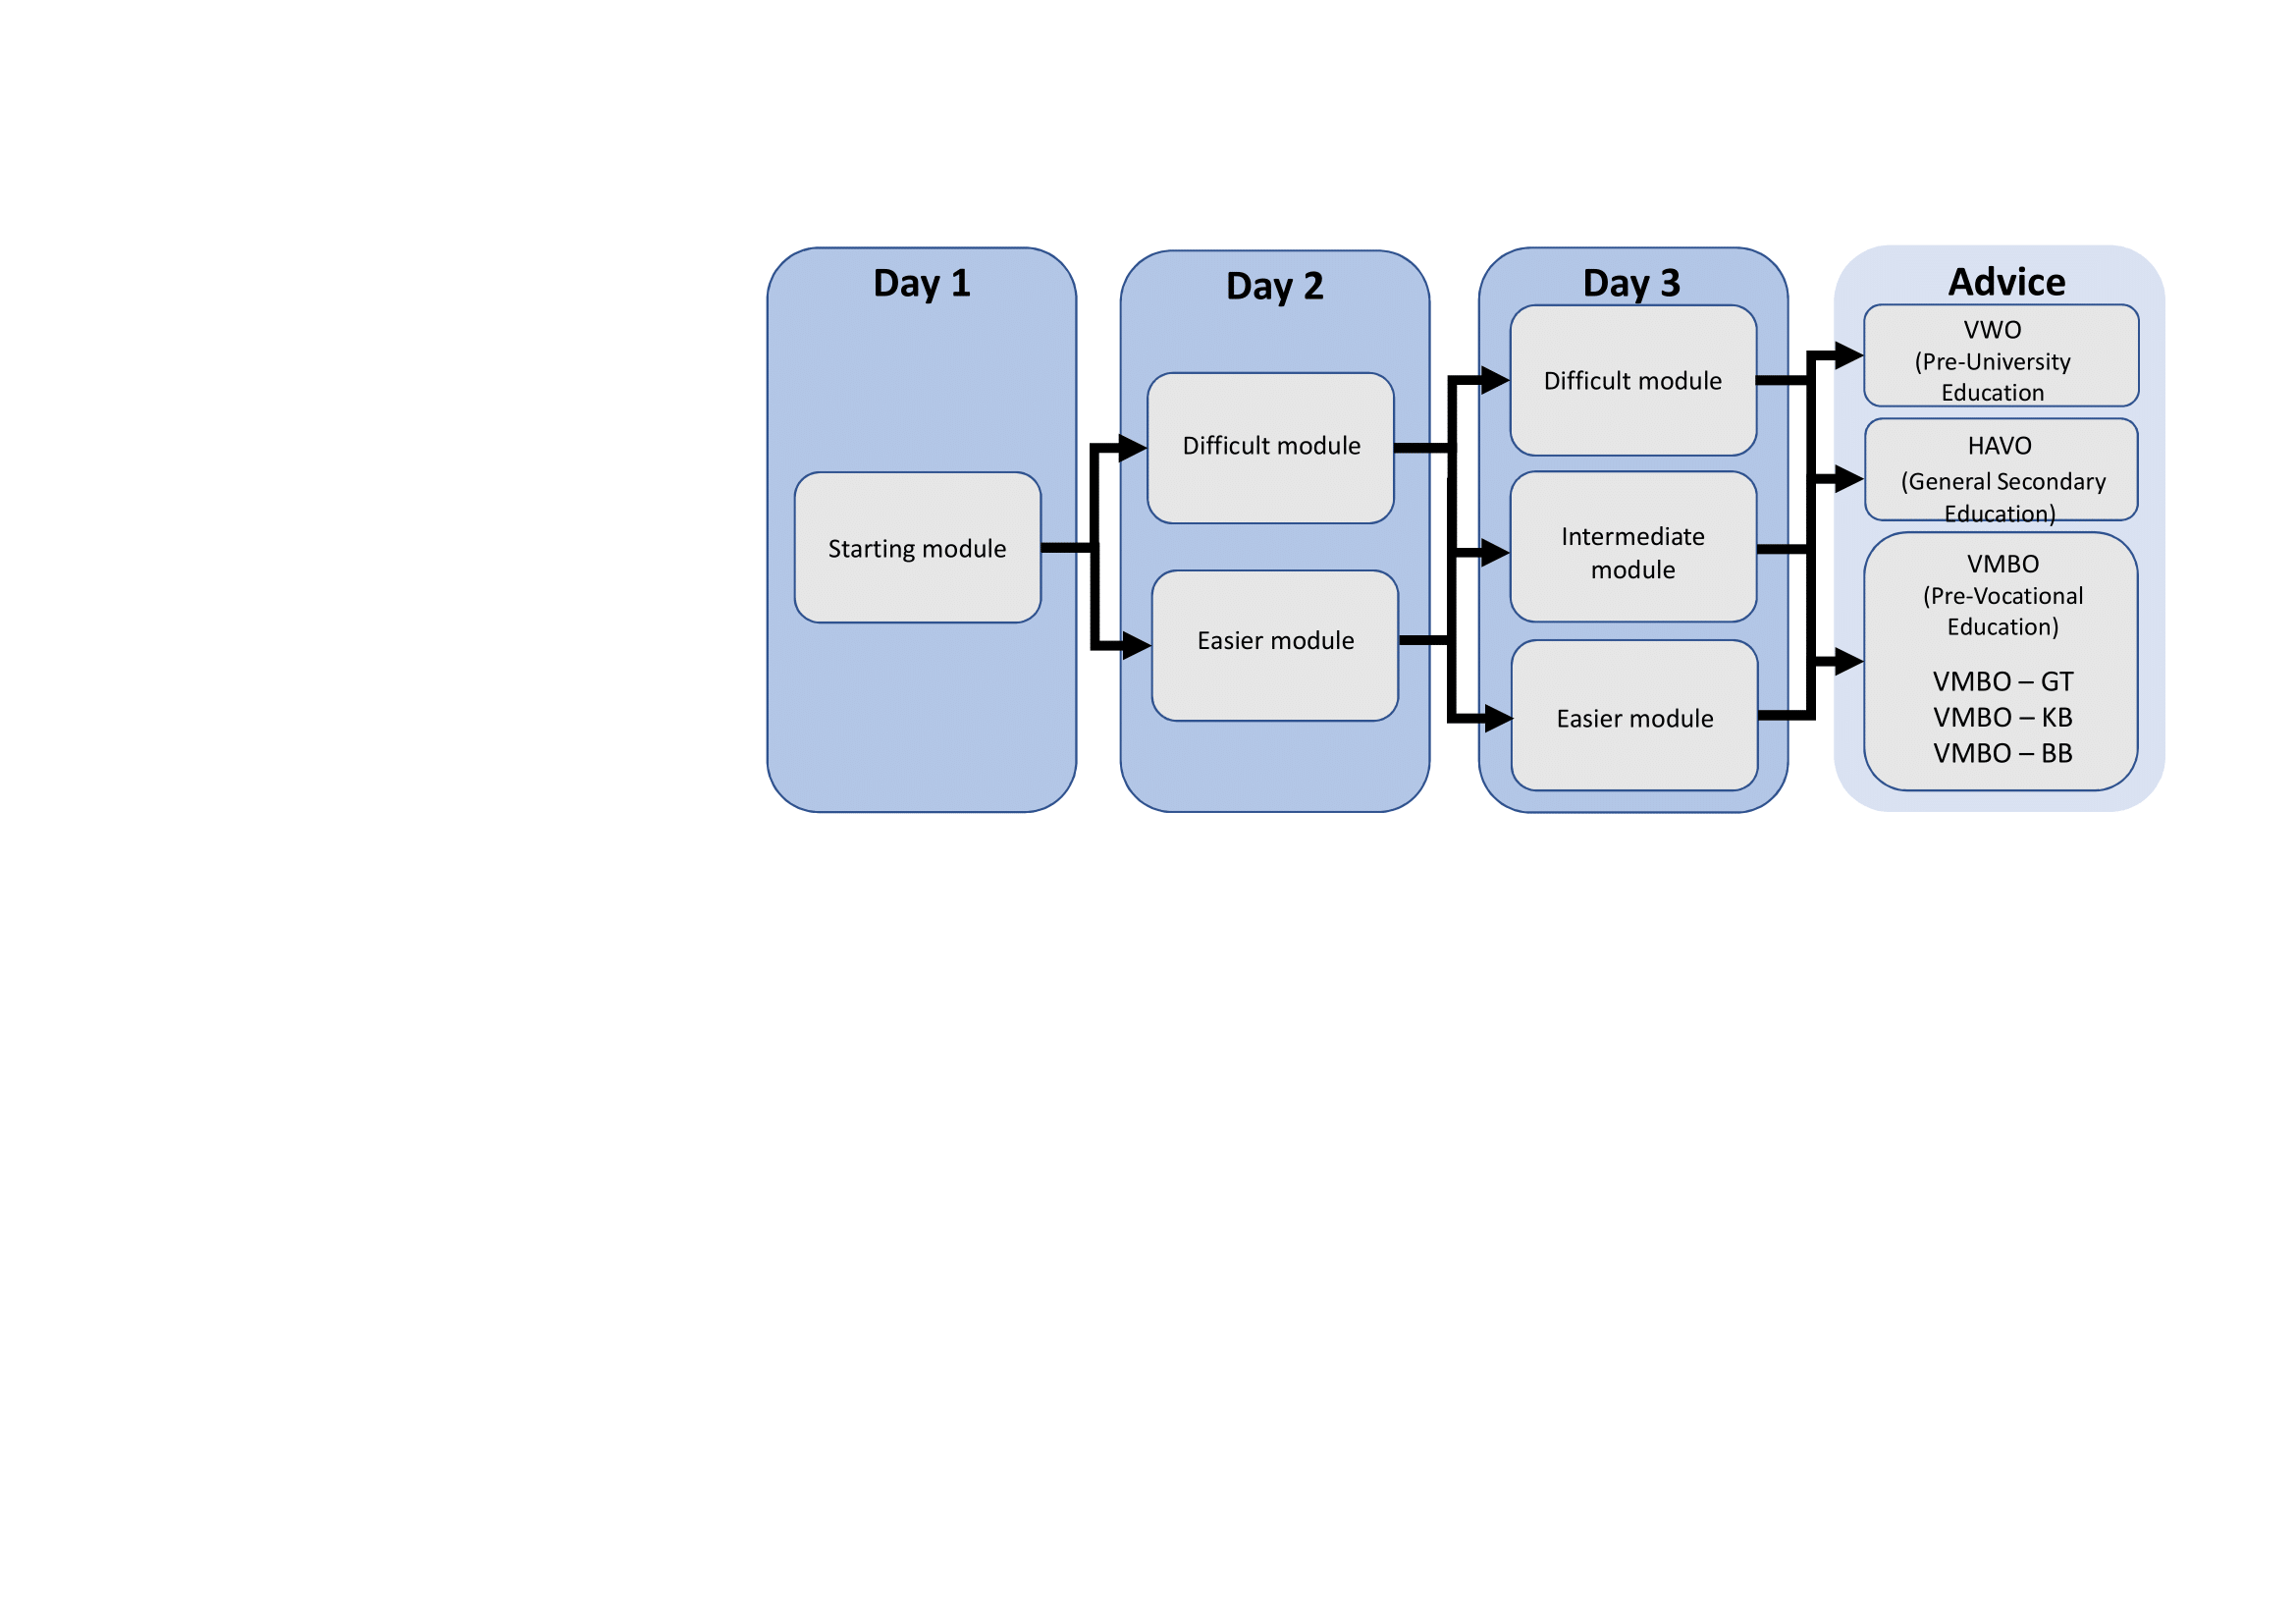 Day 1
Starting module
Day 2
Difficult module
Easier module
Day 3
Difficult module
Intermediate
module
Easier module
Advice
VWO
(Pre-University
Education
HAVO
(General Secondary
Education)
VMBO
(Pre-Vocational
Education)
VMBO – GT
VMBO – KB
VMBO – BB